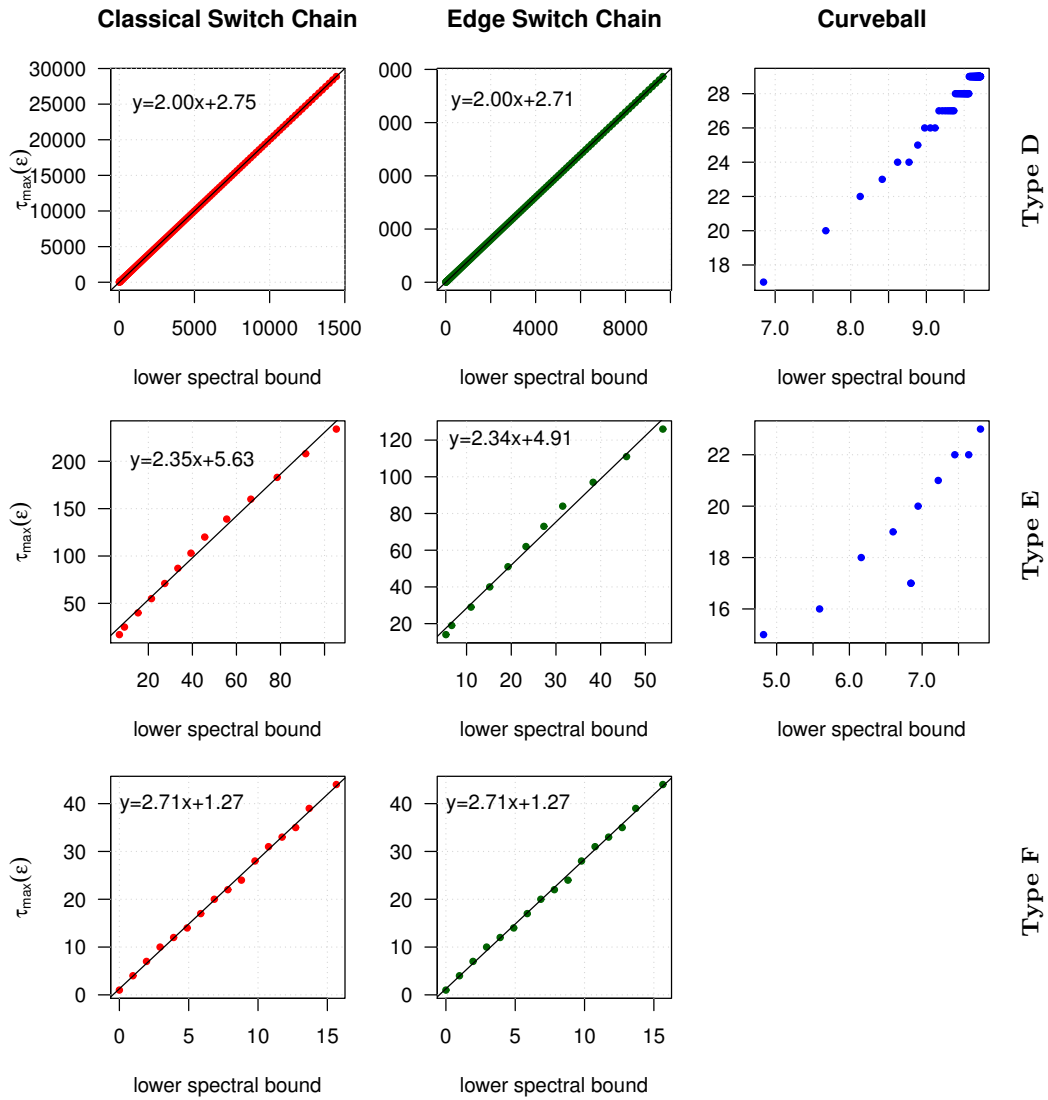 Classical Switch Chain Edge Switch Chain Curveball
30000
25000
20000
15000
10000
5000
0
τmax(ε)
y=2.00x+2.75
0 5000 10000 1500
lower spectral bound
000
000
000
0
y=2.00x+2.71
0 4000 8000
lower spectral bound
28
26
24
22
20
18
7.0 8.0 9.0
lower spectral bound
Type D
200
150
100
50
τmax(ε)
y=2.35x+5.63
20 40 60 80
lower spectral bound
120
100
80
60
40
20
y=2.34x+4.91
10 20 30 40 50
lower spectral bound
22
20
18
16
5.0 6.0 7.0
lower spectral bound
Type E
40
30
20
10
0
τmax(ε)
y=2.71x+1.27
0 5 10 15
lower spectral bound
40
30
20
10
0
y=2.71x+1.27
0 5 10 15
lower spectral bound
Type F